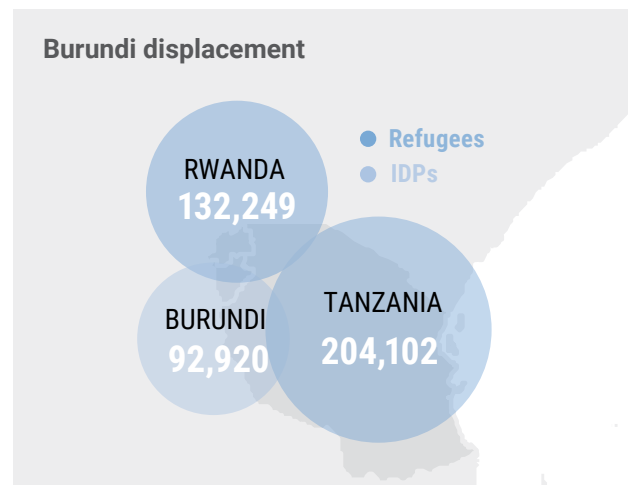 Burundi displacement
Refugees
IDPs
RWANDA
132,249
BURUNDI
92,920
TANZANIA
204,102